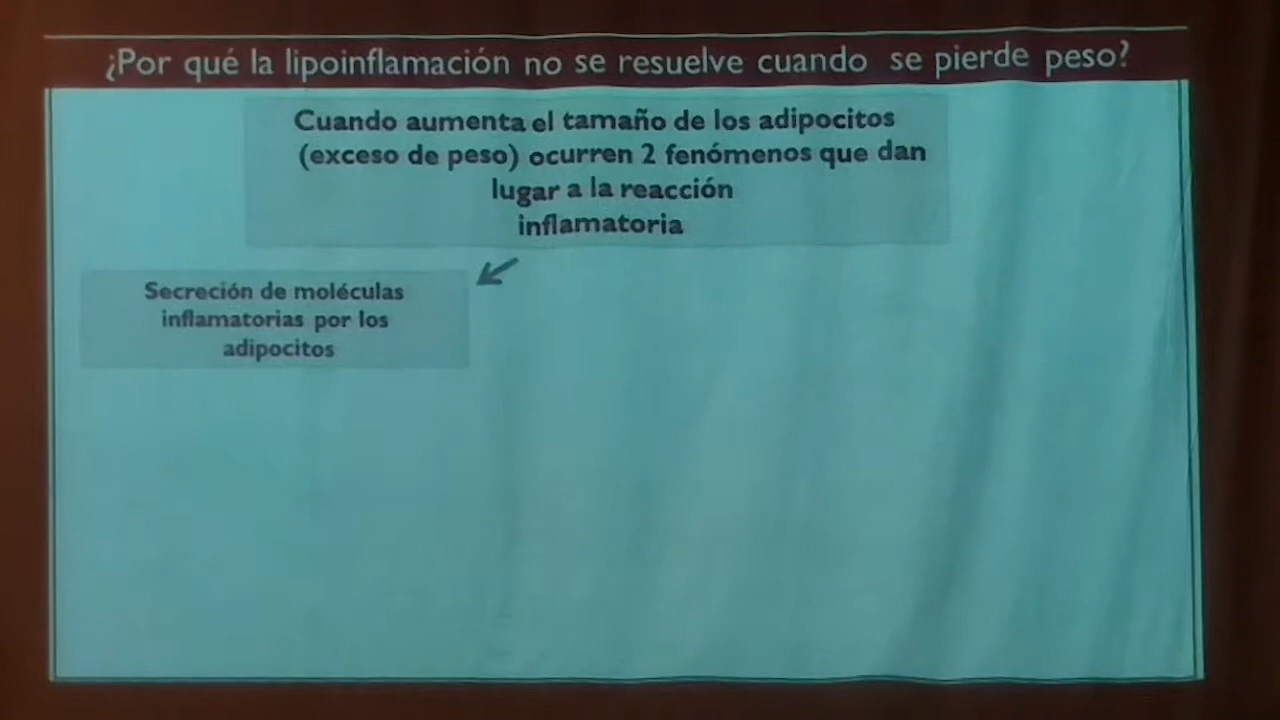 ¿Por qué la lipoinflamación no se resuelve cuando se pierde peso?
Cuando aumenta el tamaño de los adipocitos
(exceso de peso) ocurren 2 fenómenos que dan
lugar a la reacción
inflamatoria
Secreción de moléculas
inflamatorias por los
adipocitos